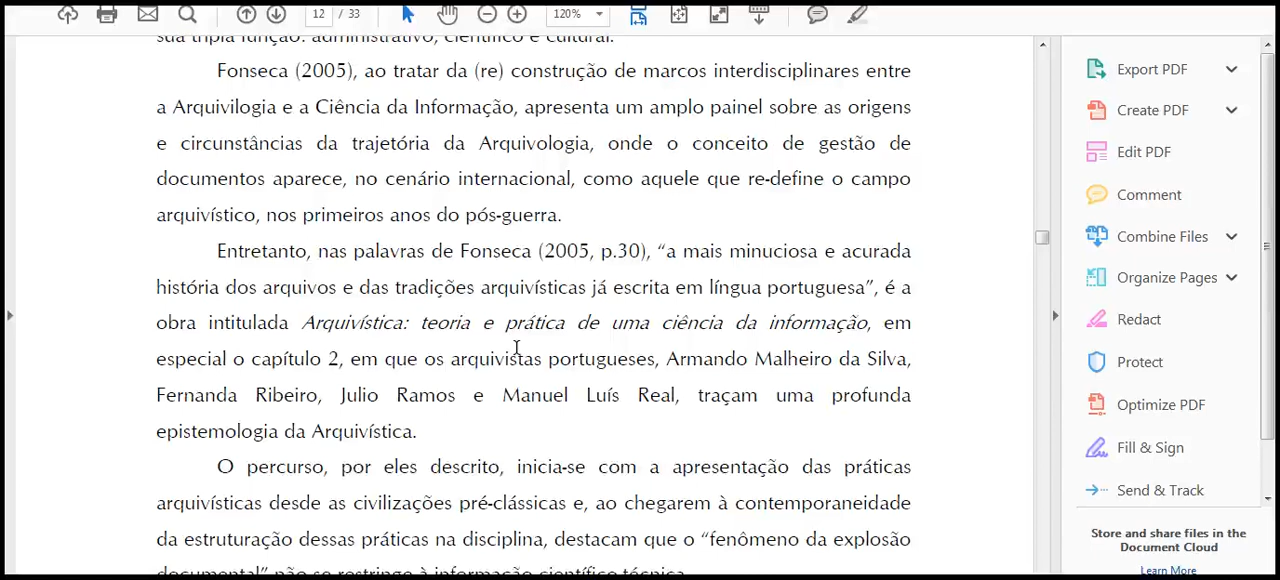 12 / 33
120%
sua tripla função: administrativo, científico e cultural.
Fonseca (2005), ao tratar da (re) construção de marcos interdisciplinares entre
a Arquivilogia e a Ciência da Informação, apresenta um amplo painel sobre as origens
e circunstâncias da trajetória da Arquivologia, onde o conceito de gestão de
documentos aparece, no cenário internacional, como aquele que re-define o campo
arquivístico, nos primeiros anos do pós-guerra.
Entretanto, nas palavras de Fonseca (2005, p.30), “a mais minuciosa e acurada
história dos arquivos e das tradições arquivísticas já escrita em língua portuguesa”, é a
obra intitulada Arquivística: teoria e prática de uma ciência da informação, em
especial o capítulo 2, em que os arquivistas portugueses, Armando Malheiro da Silva,
Fernanda Ribeiro, Julio Ramos e Manuel Luís Real, traçam uma profunda
epistemologia da Arquivística.
O percurso, por eles descrito, inicia-se com a apresentação das práticas
arquivísticas desde as civilizações pré-clássicas e, ao chegarem à contemporaneidade
da estruturação dessas práticas na disciplina, destacam que o “fenômeno da explosão
documental” não se restringe à informação científico técnica
Export PDF
Create PDF
Edit PDF
Comment
Combine Files
Organize Pages
Redact
Protect
Optimize PDF
Fill & Sign
Send & Track
Store and share files in the
Document Cloud
Learn More